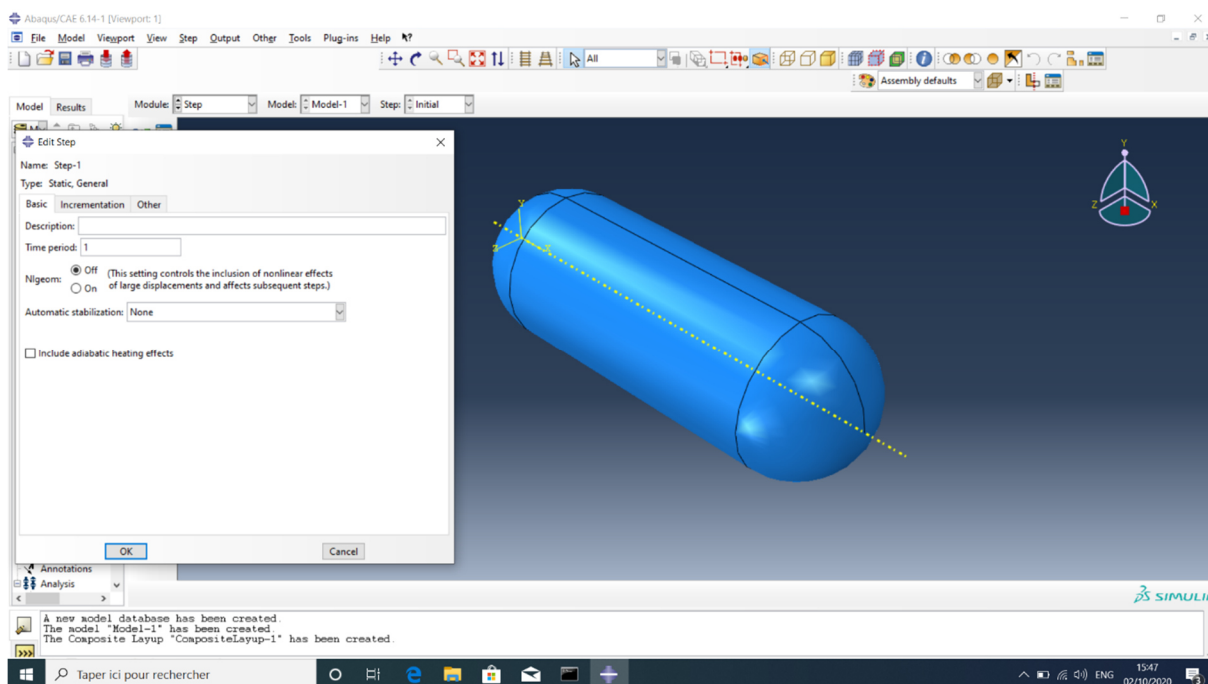 Abaqus/CAE 6.14-1 [Viewport: 1]
File Model Viewport View Step Output Other Tools Plug-ins Help
All
Assembly defaults
Model Results Module: Step Model: Model-1 Step: Initial
Edit Step
Name: Step-1
Type: Static, General
Basic Incrementation Other
Description:
Time period: 1
Nlgeom: Off (This setting controls the inclusion of nonlinear effects
On of large displacements and affects subsequent steps.)
Automatic stabilization: None
Include adiabatic heating effects
OK Cancel
Y
Z X
Y
Z X
Annotations
Analysis
SIMULI
A new model database has been created.
The model "Model-1" has been created.
The Composite Layup "CompositeLayup-1" has been created.
>>>
Taper ici pour rechercher
ENG
15:47
02/10/2020
3